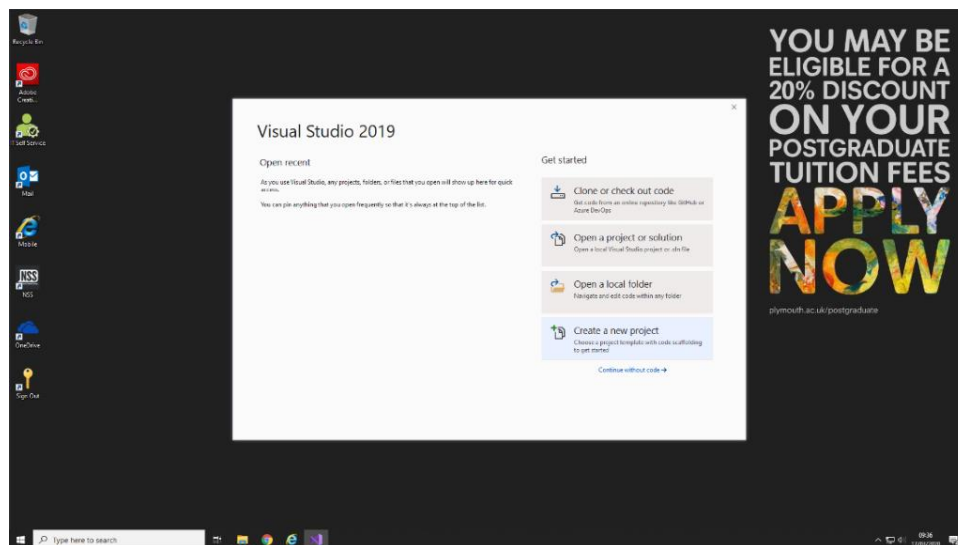 Recycle Bin
Adobe
Creati...
IT Self Service
Mail
Mobile
NSS
NSS
OneDrive
Sign Out
Visual Studio 2019
Open recent
As you use Visual Studio, any projects, folders, or files that you open will show up here for quick
access.
You can pin anything that you open frequently so that it's always at the top of the list.
Get started
Clone or check out code
Get code from an online repository like GitHub or
Azure DevOps
Open a project or solution
Open a local Visual Studio project or .sln file
Open a local folder
Navigate and edit code within any folder
Create a new project
Choose a project template with code scaffolding
to get started
Continue without code →
YOU MAY BE
ELIGIBLE FOR A
20% DISCOUNT
ON YOUR
POSTGRADUATE
TUITION FEES
APPLY
NOW
plymouth.ac.uk/postgraduate
Type here to search
09:36